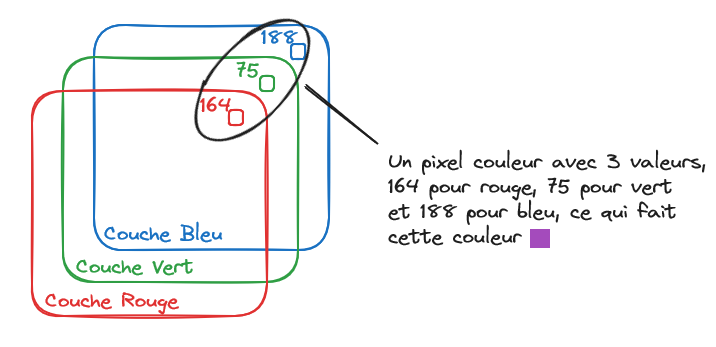 188
75
164
Un pixel couleur avec 3 valeurs,
164 pour rouge, 75 pour vert
et 188 pour bleu, ce qui fait
cette couleur
Couche Bleu
Couche Vert
Couche Rouge